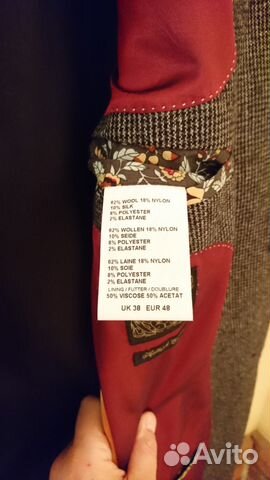 62% WOOL 18% NYLON
10% SILK
8% POLYESTER
2% ELASTANE
62% WOLLEN 18% NYLON
10% SEIDE
8% POLYESTER
2% ELASTANE
62% LAINE 18% NYLON
10% SOIE
8% POLYESTER
2% ELASTANE
LINING / FUTTER / DOUBLURE
50% VISCOSE 50% ACETAT
UK 38 EUR 48
Avito